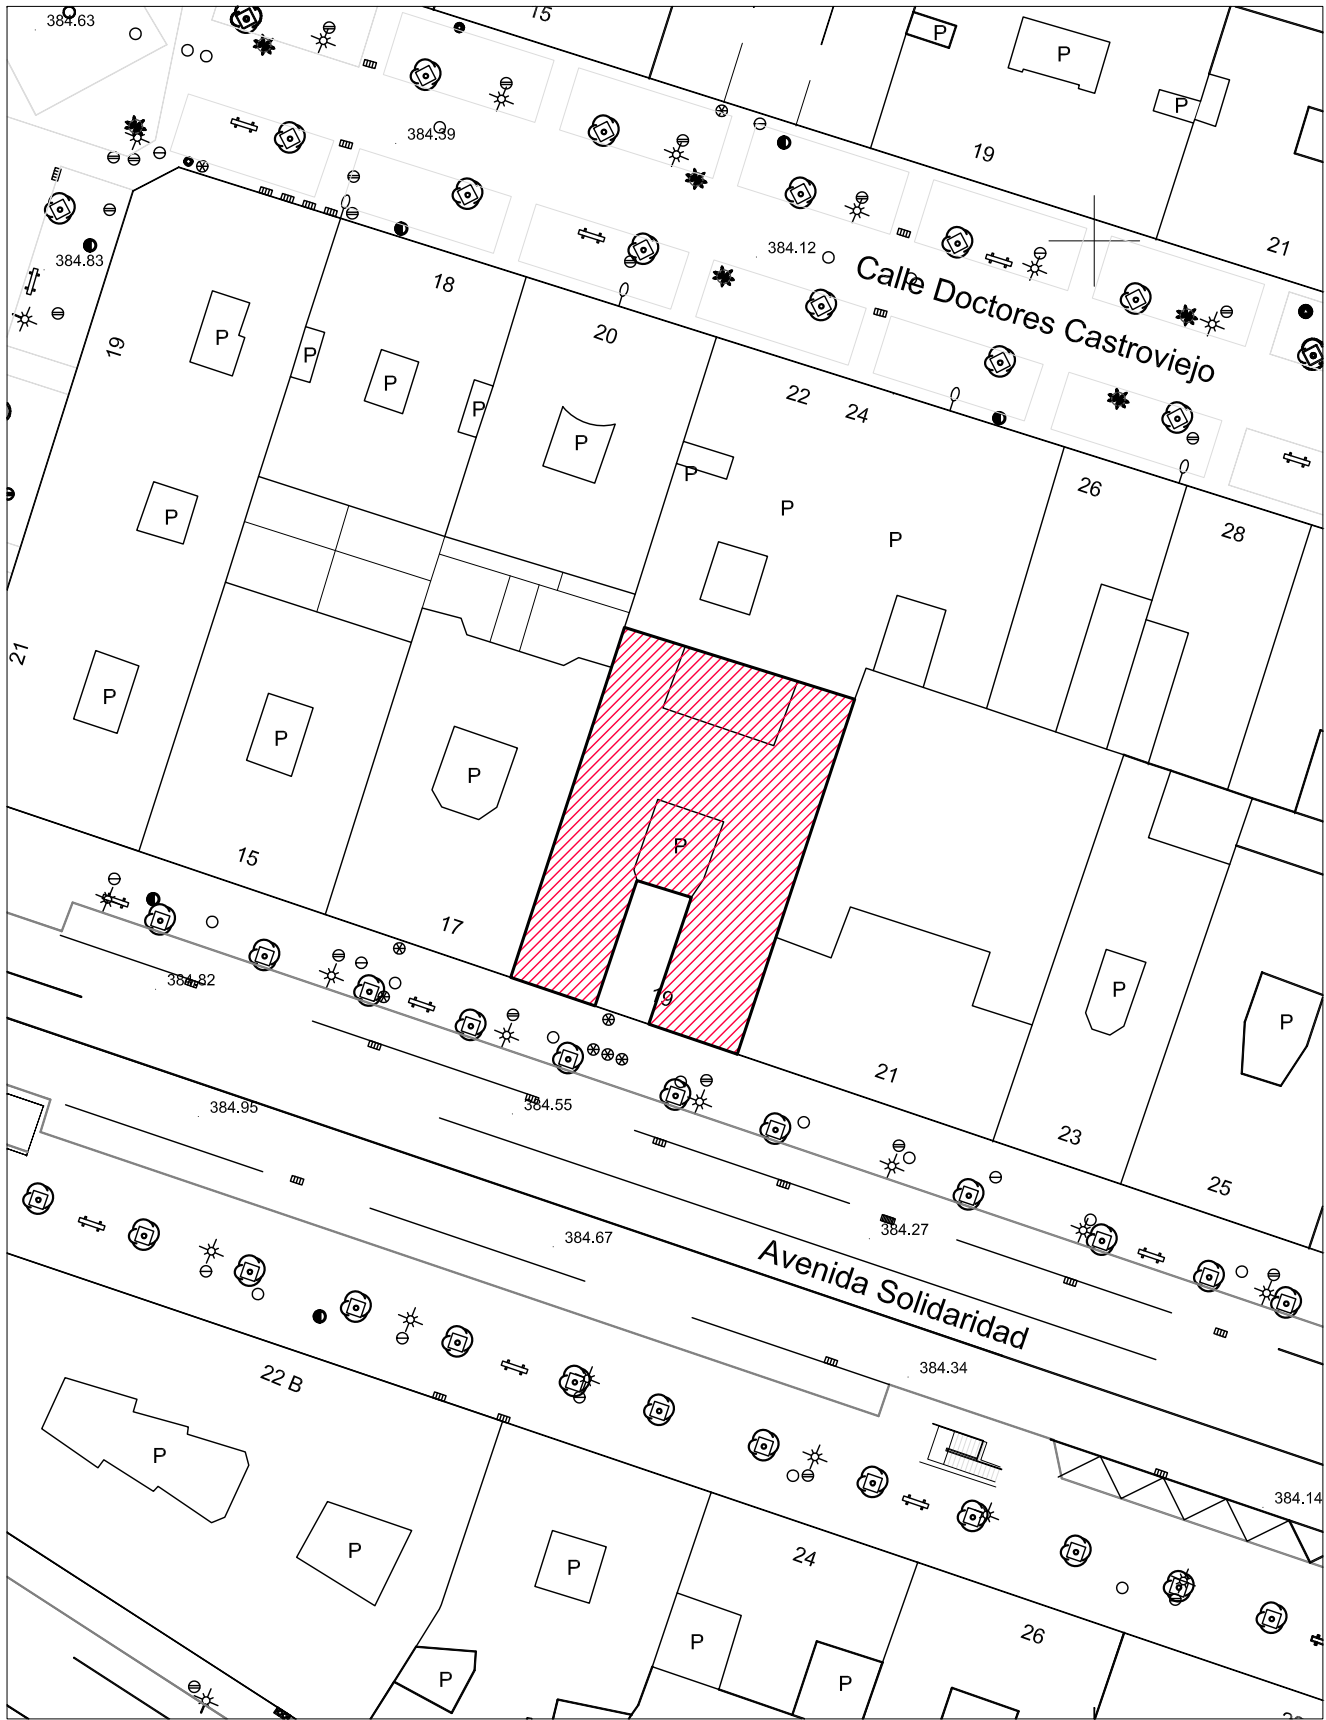 384.63
15
P
P
P
384.39
19
384.12
21
384.83
Calle Doctores Castroviejo
18
20
19
P
P
P
P
P
22
24
P
P
P
26
28
P
21
P
P
P
P
15
17
19
P
P
384.82
21
384.95
384.55
23
25
384.67
384.27
Avenida Solidaridad
384.34
22 B
P
384.14
P
P
24
26
P
P
P